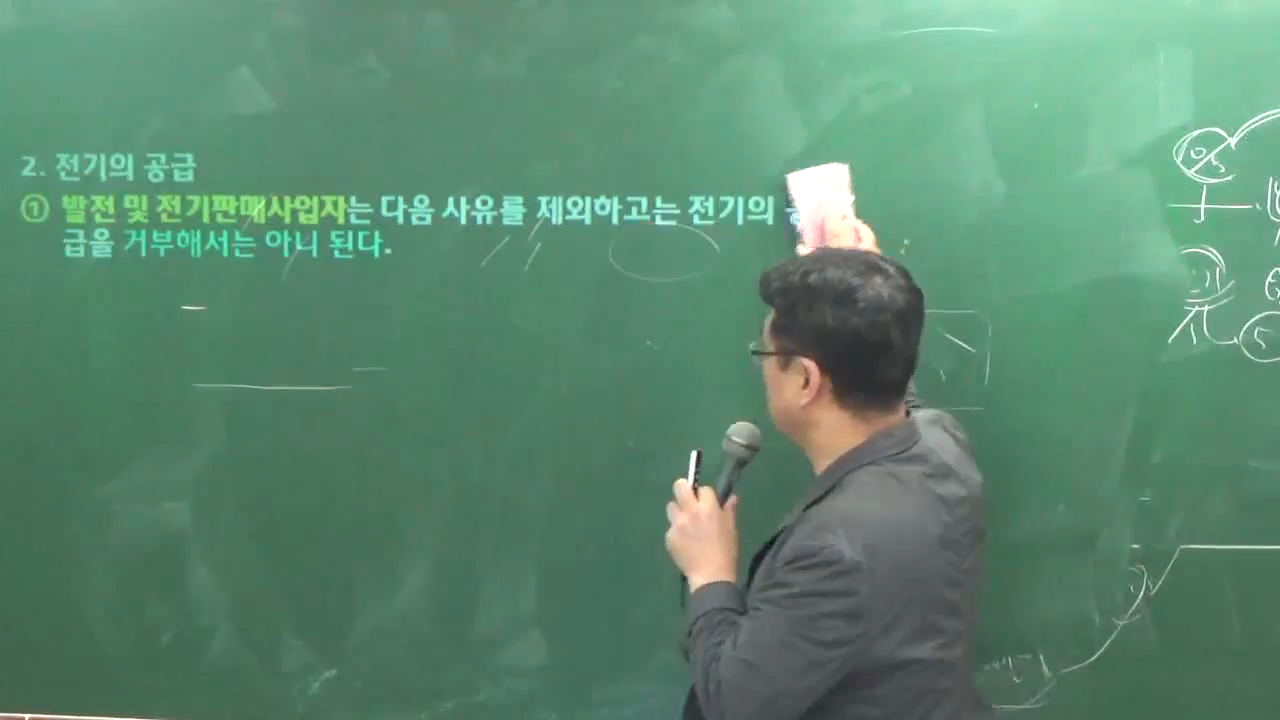 2. 전기의 공급
① 발전 및 전기판매사업자는 다음 사유를 제외하고는 전기의
급을 거부해서는 아니 된다.
5